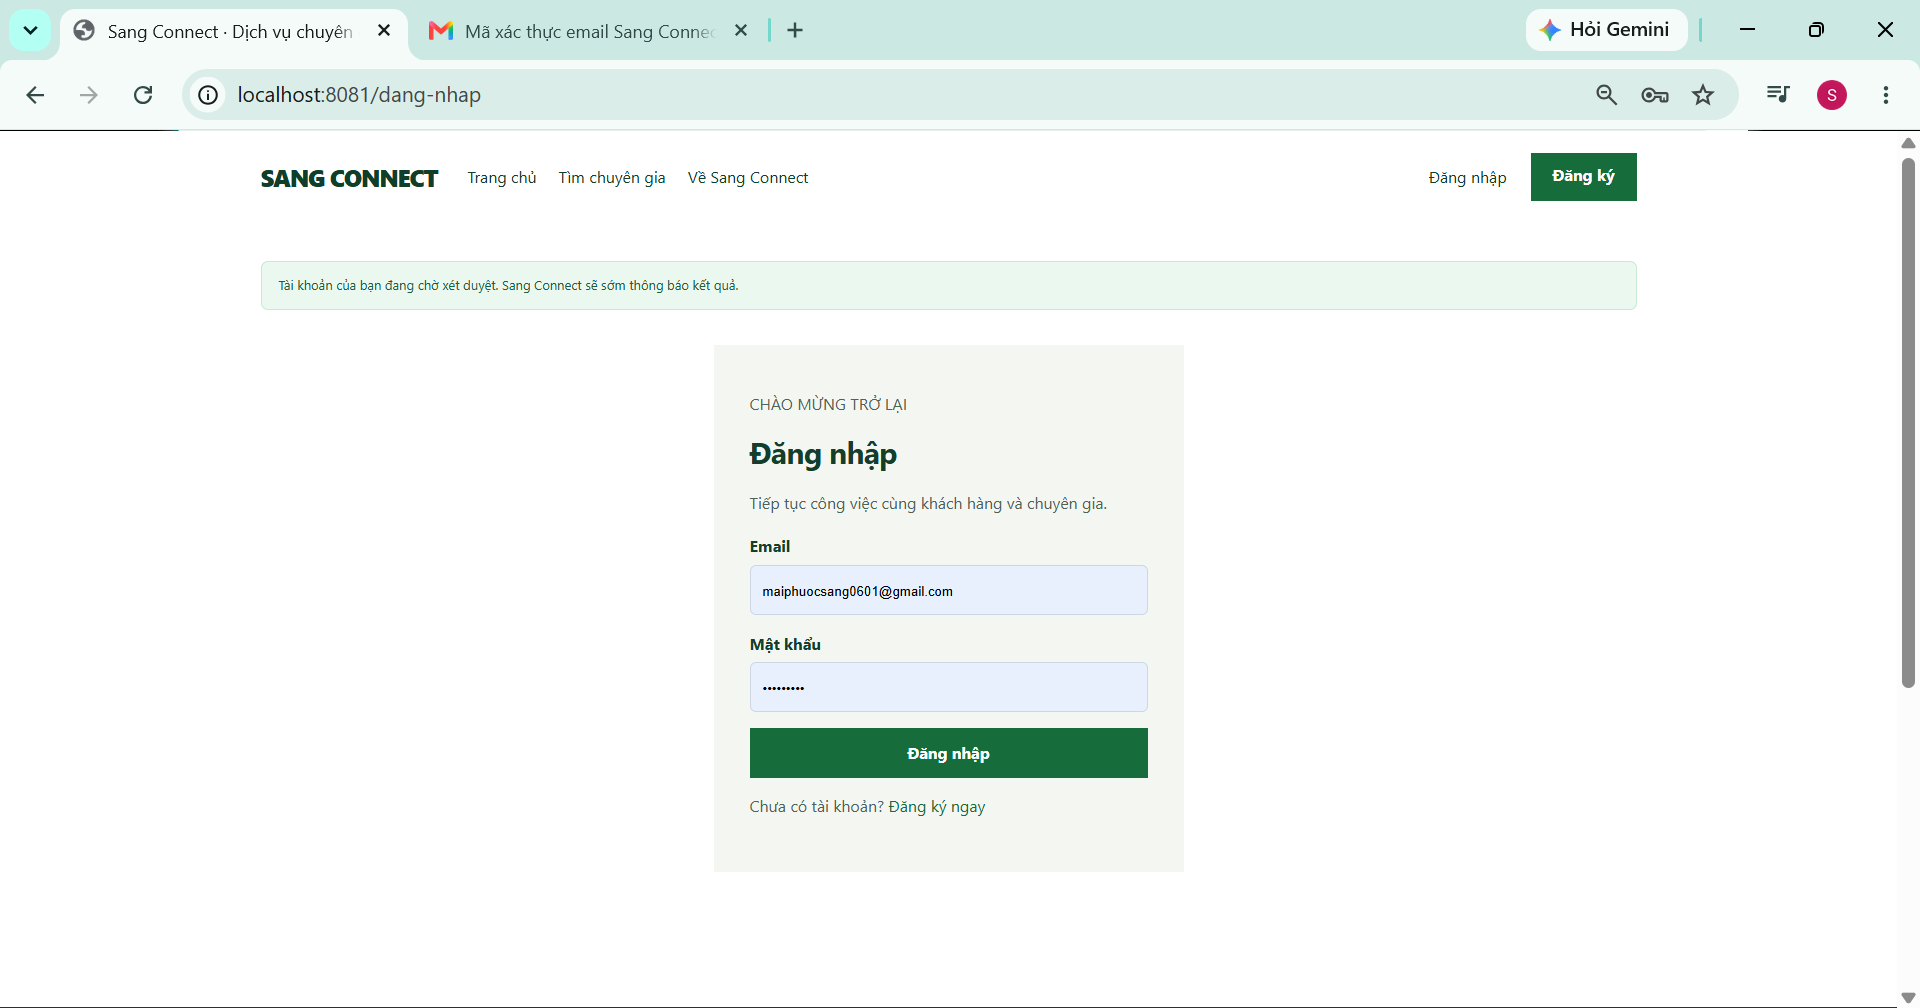 Sang Connect · Dịch vụ chuyên
Mã xác thực email Sang Connec
Hỏi Gemini
localhost:8081/dang-nhap
S
SANG CONNECT
Trang chủ
Tìm chuyên gia
Về Sang Connect
Đăng nhập
Đăng ký
Tài khoản của bạn đang chờ xét duyệt. Sang Connect sẽ sớm thông báo kết quả.
CHÀO MỪNG TRỞ LẠI
Đăng nhập
Tiếp tục công việc cùng khách hàng và chuyên gia.
Email
maiphuocsang0601@gmail.com
Mật khẩu
•••••••••
Đăng nhập
Chưa có tài khoản? Đăng ký ngay